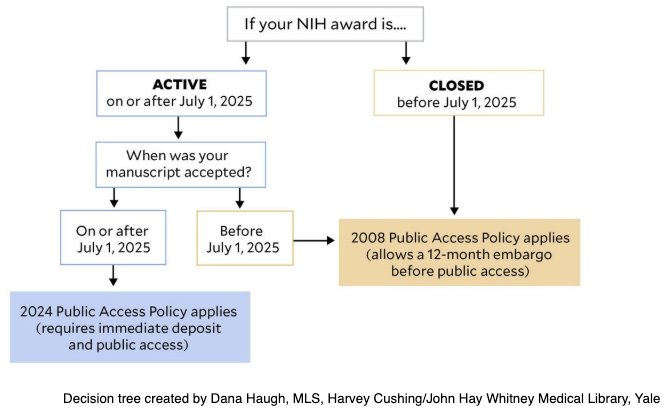 If your NIH award is....
ACTIVE
on or after July 1, 2025
CLOSED
before July 1, 2025
When was your
manuscript accepted?
On or after
July 1, 2025
Before
July 1, 2025
2008 Public Access Policy applies
(allows a 12-month embargo
before public access)
2024 Public Access Policy applies
(requires immediate deposit
and public access)
Decision tree created by Dana Haugh, MLS, Harvey Cushing/John Hay Whitney Medical Library, Yale